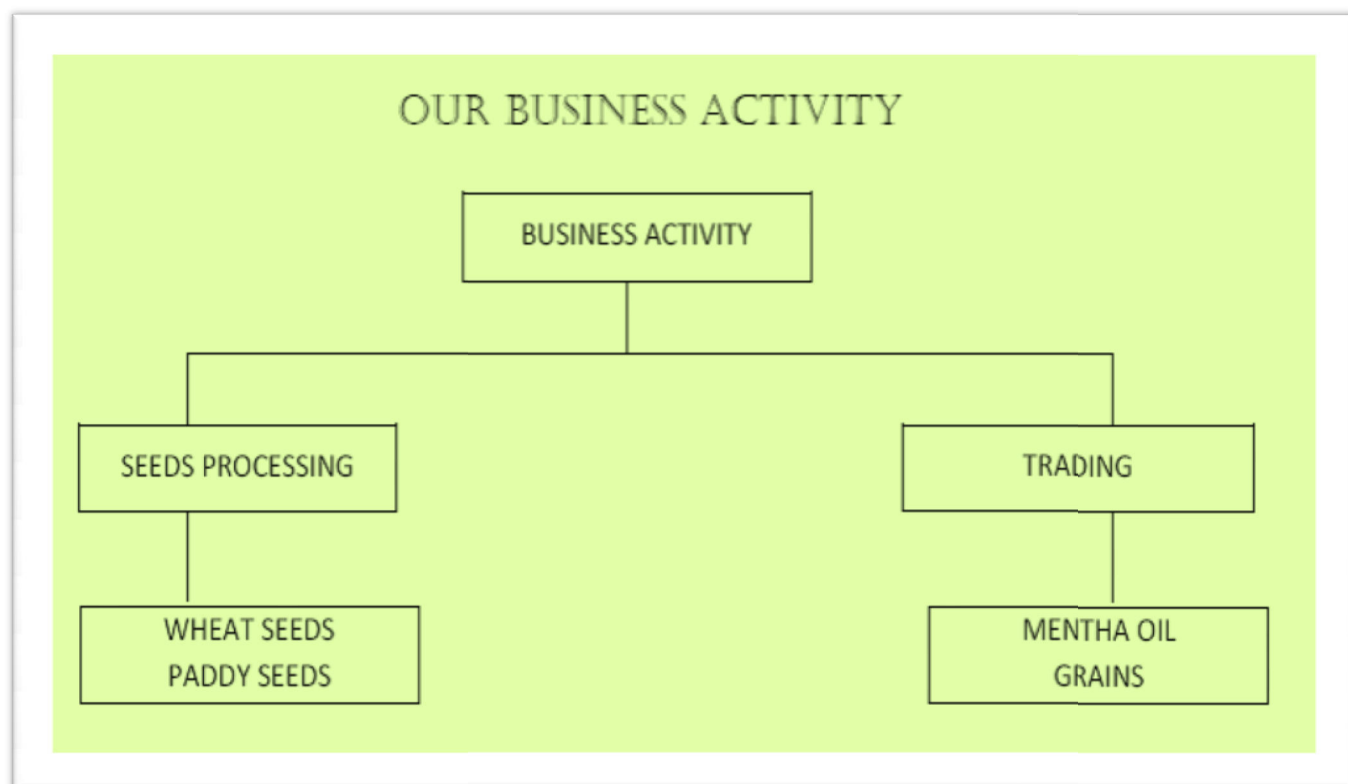 OUR BUSINESS ACTIVITY
BUSINESS ACTIVITY
SEEDS PROCESSING
TRADING
WHEAT SEEDS
PADDY SEEDS
MENTHA OIL
GRAINS